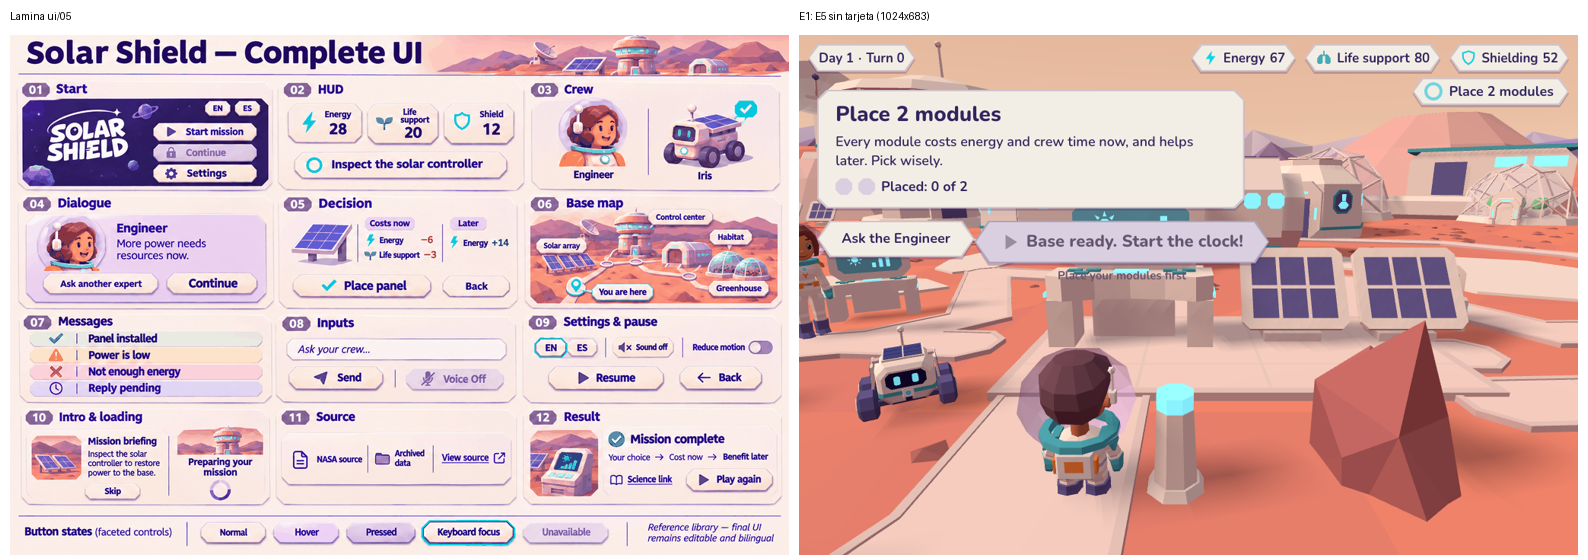 Lamina ui/05
Solar Shield — Complete UI
01 Start
EN ES
SOLAR
SHIELD
Start mission
Continue
Settings
02 HUD
Energy
28
Life
support
20
Shield
12
Inspect the solar controller
03 Crew
Engineer
Iris
04 Dialogue
Engineer
More power needs
resources now.
Ask another expert
Continue
05 Decision
Costs now
Later
Energy −6
Energy +14
Life support −3
Place panel
Back
06 Base map
Control center
Solar array
Habitat
You are here
Greenhouse
07 Messages
Panel installed
Power is low
Not enough energy
Reply pending
08 Inputs
Ask your crew...
Send
Voice Off
09 Settings & pause
EN ES
Sound off
Reduce motion
Resume
Back
10 Intro & loading
Mission briefing
Inspect the solar
controller to restore
power to the base.
Skip
Preparing your
mission
11 Source
NASA source
Archived
data
View source
12 Result
Mission complete
Your choice → Cost now → Benefit later
Science link
Play again
Button states (faceted controls)
Normal
Hover
Pressed
Keyboard focus
Unavailable
Reference library — final UI
remains editable and bilingual
E1: E5 sin tarjeta (1024x683)
Day 1 · Turn 0
Energy 67
Life support 80
Shielding 52
Place 2 modules
Place 2 modules
Every module costs energy and crew time now, and helps
later. Pick wisely.
Placed: 0 of 2
Ask the Engineer
Base ready. Start the clock!
Place your modules first